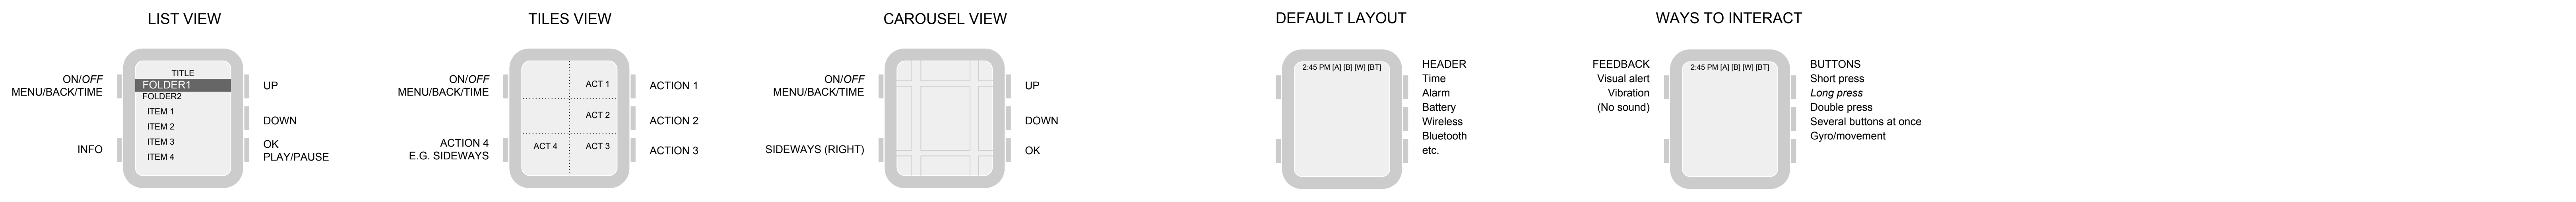 LIST VIEW
ON/OFF
MENU/BACK/TIME
INFO
TITLE
FOLDER1
FOLDER2
ITEM 1
ITEM 2
ITEM 3
ITEM 4
UP
DOWN
OK
PLAY/PAUSE
TILES VIEW
ON/OFF
MENU/BACK/TIME
ACTION 4
E.G. SIDEWAYS
ACT 1
ACT 2
ACT 4 ACT 3
ACTION 1
ACTION 2
ACTION 3
CAROUSEL VIEW
ON/OFF
MENU/BACK/TIME
SIDEWAYS (RIGHT)
UP
DOWN
OK
DEFAULT LAYOUT
2:45 PM [A] [B] [W] [BT]
HEADER
Time
Alarm
Battery
Wireless
Bluetooth
etc.
WAYS TO INTERACT
FEEDBACK
Visual alert
Vibration
(No sound)
2:45 PM [A] [B] [W] [BT]
BUTTONS
Short press
Long press
Double press
Several buttons at once
Gyro/movement